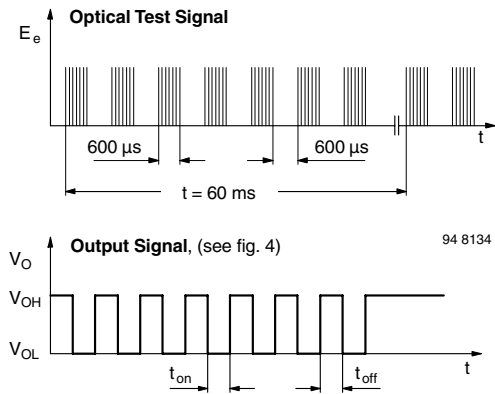 Optical Test Signal
E e
600 µs
600 µs
t
t = 60 ms
Output Signal, (see fig. 4)
94 8134
V O
V OH
V OL
t on
t off
t